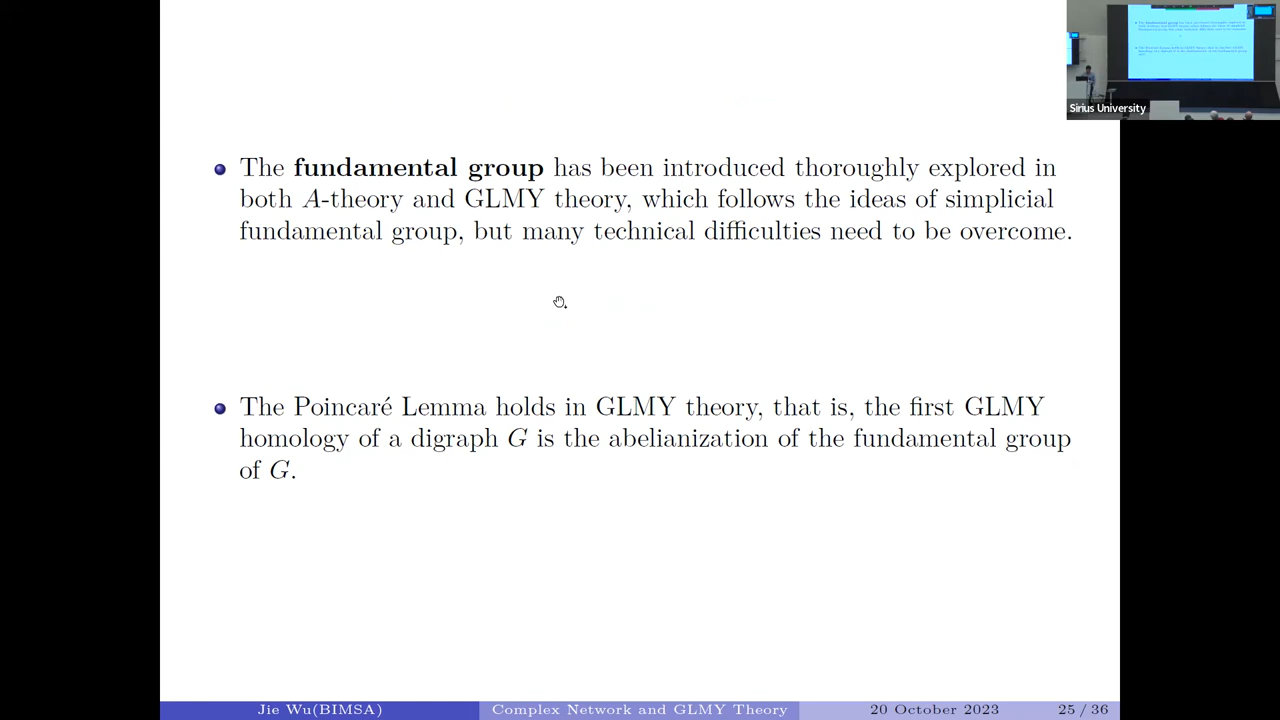 The fundamental group has been introduced thoroughly explored in
both A-theory and GLMY theory, which follows the ideas of simplicial
fundamental group, but many technical difficulties need to be overcome.
The Poincaré Lemma holds in GLMY theory, that is, the first GLMY
homology of a digraph G is the abelianization of the fundamental group
of G.
Sirius University
Jie Wu(BIMSA) Complex Network and GLMY Theory 20 October 2023 25 / 36